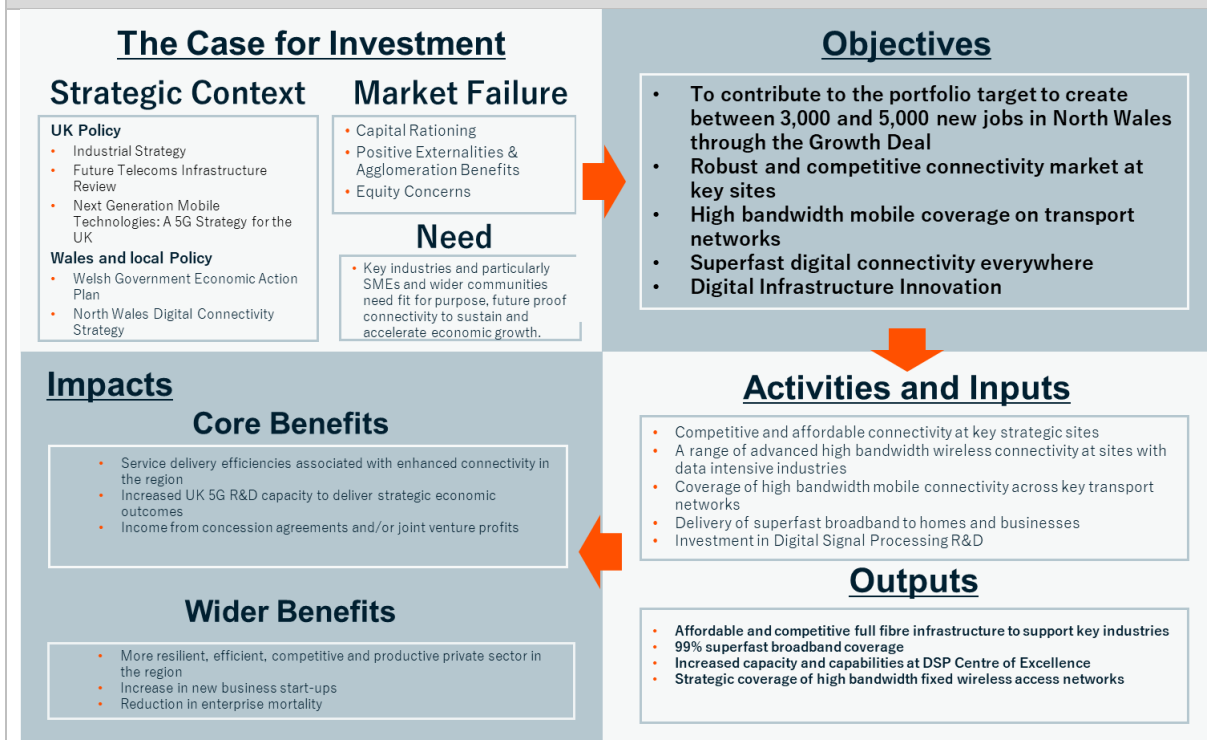 The Case for Investment
Strategic Context
UK Policy
• Industrial Strategy
• Future Telecoms Infrastructure
Review
• Next Generation Mobile
Technologies: A 5G Strategy for the
UK
Wales and local Policy
• Welsh Government Economic Action
Plan
• North Wales Digital Connectivity
Strategy
Market Failure
• Capital Rationing
• Positive Externalities &
Agglomeration Benefits
• Equity Concerns
Need
• Key industries and particularly
SMEs and wider communities
need fit for purpose, future proof
connectivity to sustain and
accelerate economic growth.
Objectives
• To contribute to the portfolio target to create
between 3,000 and 5,000 new jobs in North Wales
through the Growth Deal
• Robust and competitive connectivity market at
key sites
• High bandwidth mobile coverage on transport
networks
• Superfast digital connectivity everywhere
• Digital Infrastructure Innovation
Activities and Inputs
• Competitive and affordable connectivity at key strategic sites
• A range of advanced high bandwidth wireless connectivity at sites with
data intensive industries
• Coverage of high bandwidth mobile connectivity across key transport
networks
• Delivery of superfast broadband to homes and businesses
• Investment in Digital Signal Processing R&D
Outputs
• Affordable and competitive full fibre infrastructure to support key industries
• 99% superfast broadband coverage
• Increased capacity and capabilities at DSP Centre of Excellence
• Strategic coverage of high bandwidth fixed wireless access networks
Impacts
Core Benefits
• Service delivery efficiencies associated with enhanced connectivity in
the region
• Increased UK 5G R&D capacity to deliver strategic economic
outcomes
• Income from concession agreements and/or joint venture profits
Wider Benefits
• More resilient, efficient, competitive and productive private sector in
the region
• Increase in new business start-ups
• Reduction in enterprise mortality